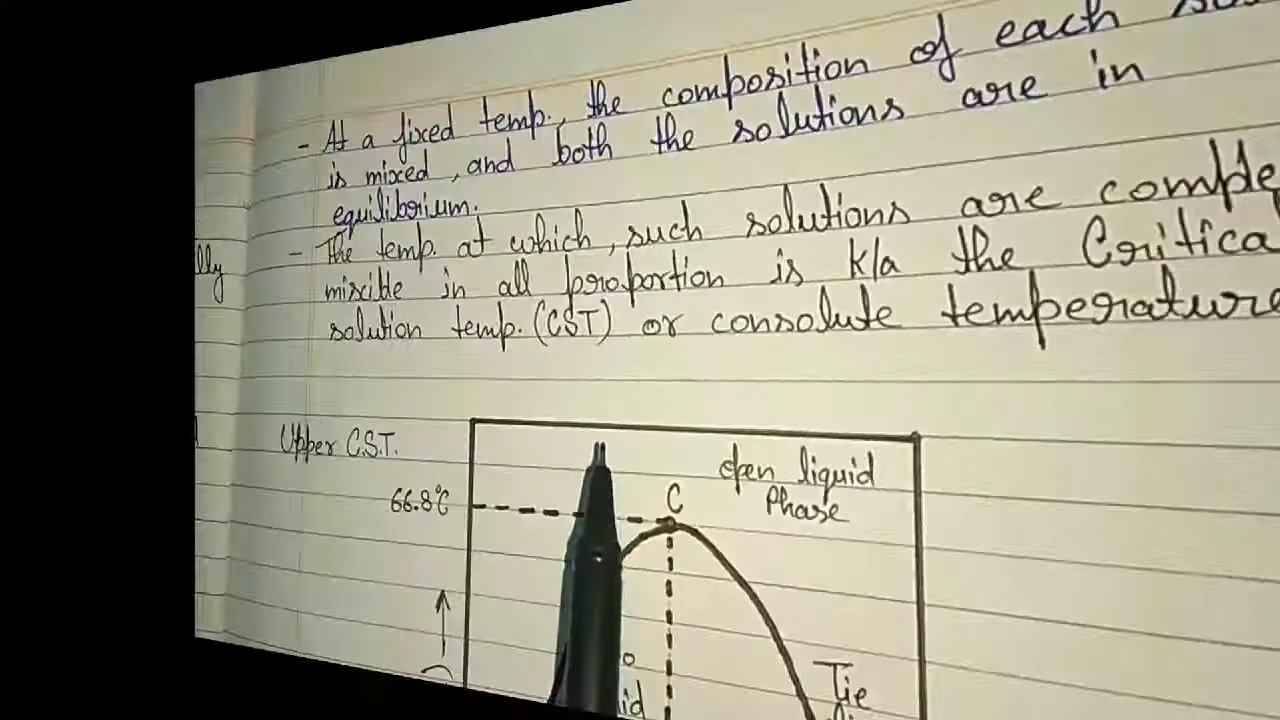 - At a fixed temp., the composition of each
is mixed, and both the solutions are in
equilibrium.
- The temp. at which, such solutions are comple
miscible in all proportion is k/a the Critica
solution temp. (CST) or consolute temperature
lly
Upper C.S.T.
open liquid
Phase
66.8°C
C
Tie